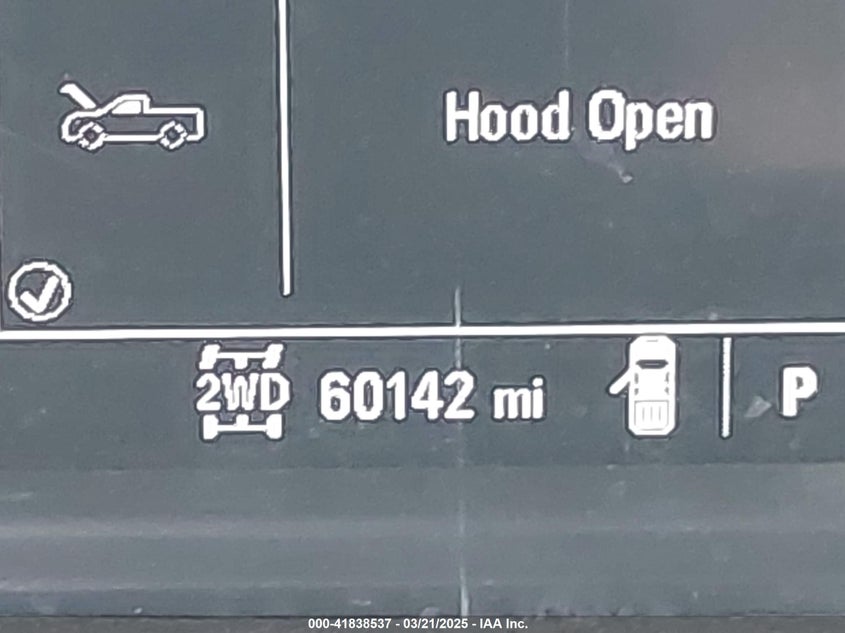 Hood Open
2WD 60142 mi P
000-41838537 - 03/21/2025 - IAA Inc.